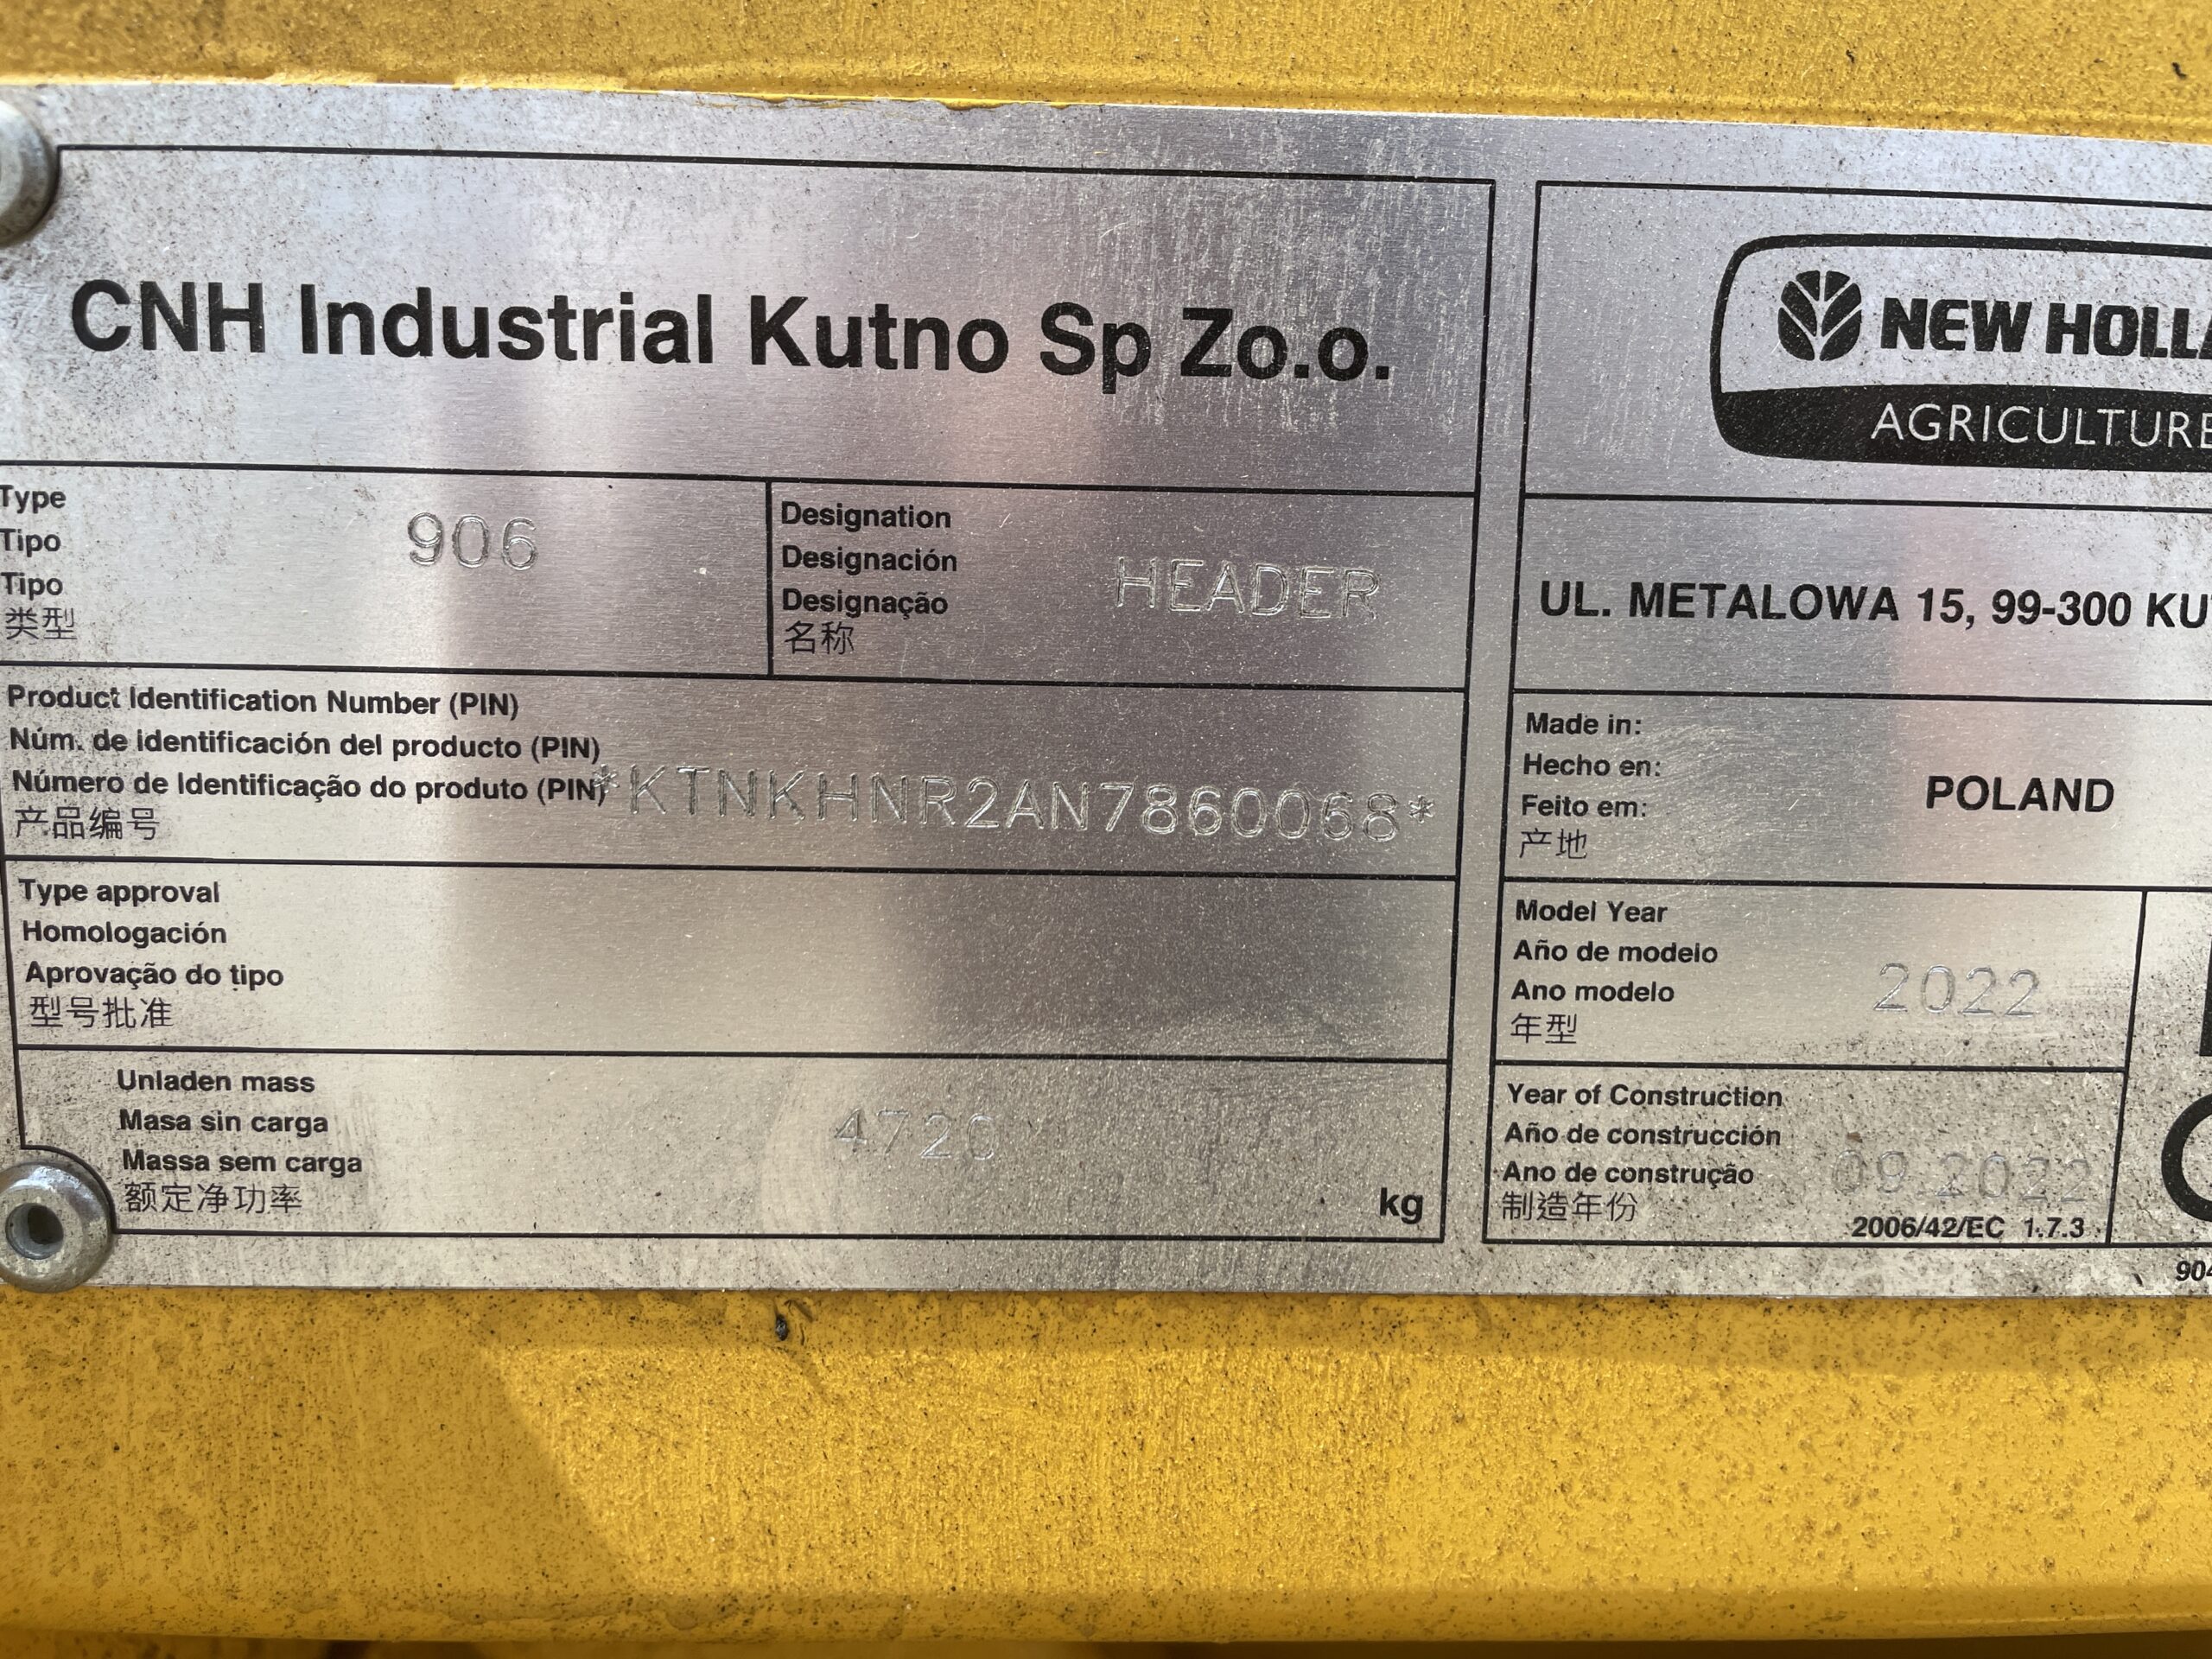 CNH Industrial Kutno Sp Zo.o.
Type
Tipo
Tipo
类型
906
Designation
Designación
Designação
名称
HEADER
Product Identification Number (PIN)
Núm. de identificación del producto (PIN)
Número de Identificação do produto (PIN)
产品编号
*KTNKHNR2AN7860068*
Type approval
Homologación
Aprovação do tipo
型号批准
Unladen mass
Masa sin carga
Massa sem carga
额定净功率
4720
kg
NEW HOLLA
AGRICULTURE
UL. METALOWA 15, 99-300 KU
Made in:
Hecho en:
Feito em:
产地
POLAND
Model Year
Año de modelo
Ano modelo
年型
2022
Year of Construction
Año de construcción
Ano de construção
制造年份
09 2022
2006/42/EC 1.7.3
904